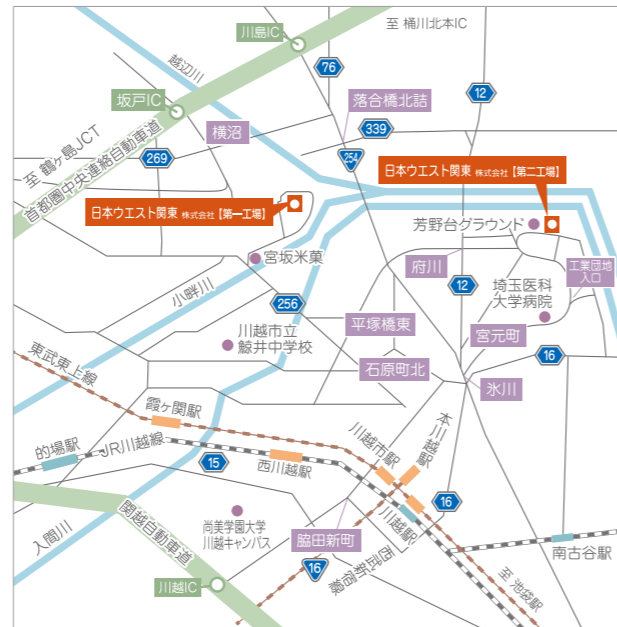 川島IC
至 桶川北本IC
越辺川
76
12
坂戸IC
落合橋北詰
横沼
339
至 鶴ヶ島JCT
首都圏中央連絡自動車道
269
254
日本ウエスト関東 株式会社【第二工場】
日本ウエスト関東 株式会社【第一工場】
芳野台グラウンド
宮坂米菓
府川
工業団地
入口
小畔川
12
埼玉医科
大学病院
256
平塚橋東
宮元町
川越市立
鯨井中学校
16
東武東上線
石原町北
氷川
霞ヶ関駅
的場駅
JR川越線
川越市駅
本川越駅
15
西川越駅
16
川越駅
関越自動車道
尚美学園大学
川越キャンパス
入間川
脇田新町
南古谷駅
西武新宿線
16
至 池袋駅
川越IC